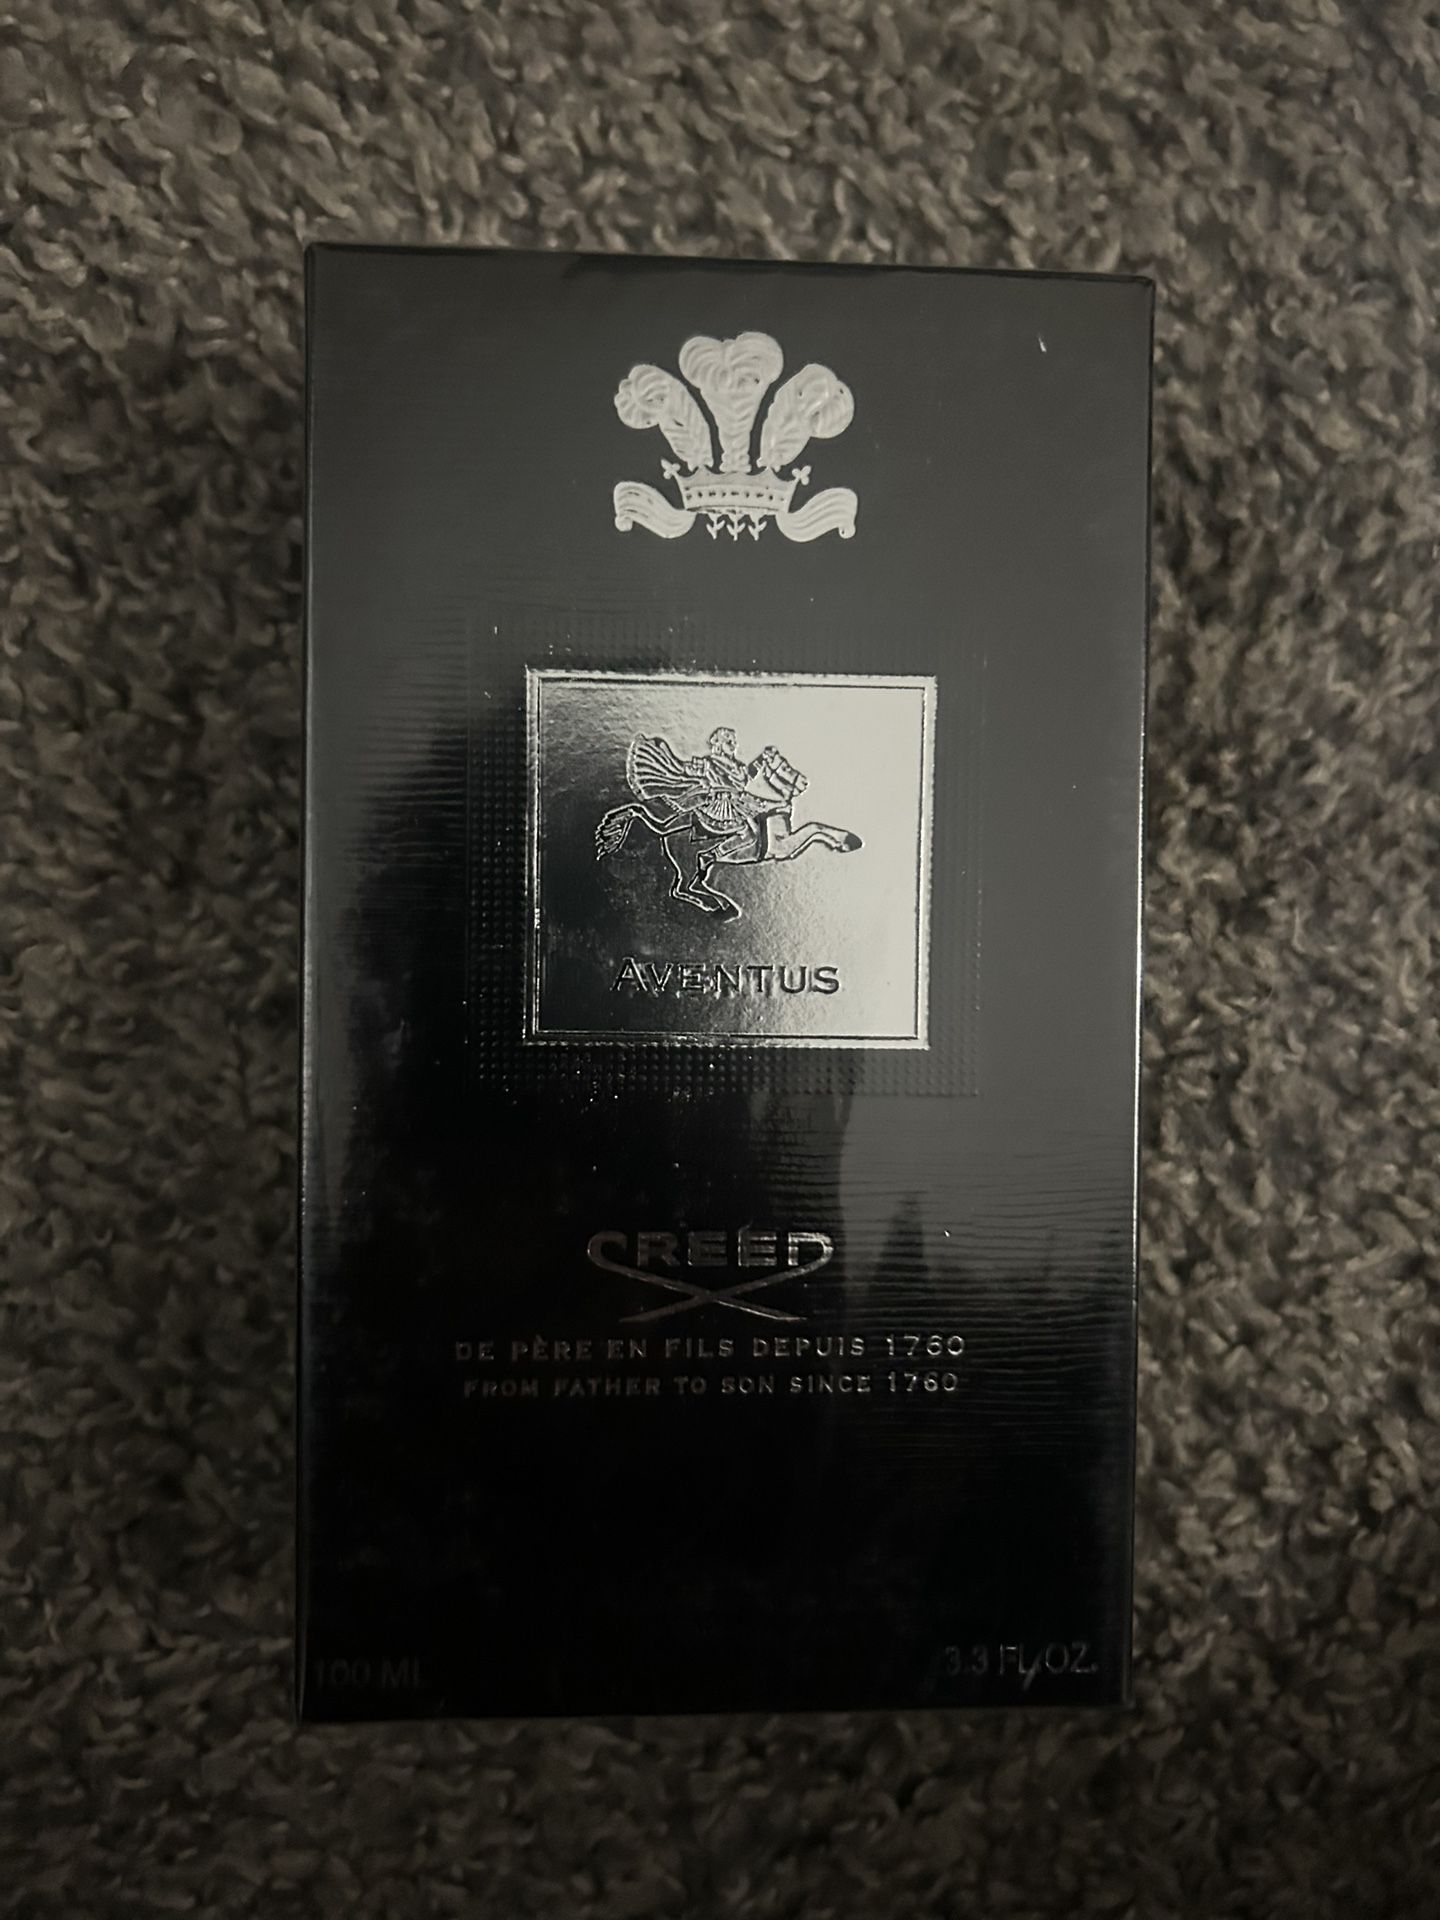 AVENTUS
CREED
DE PÈRE EN FILS DEPUIS 1760
FROM FATHER TO SON SINCE 1760
100 ML
3.3 FL.OZ.